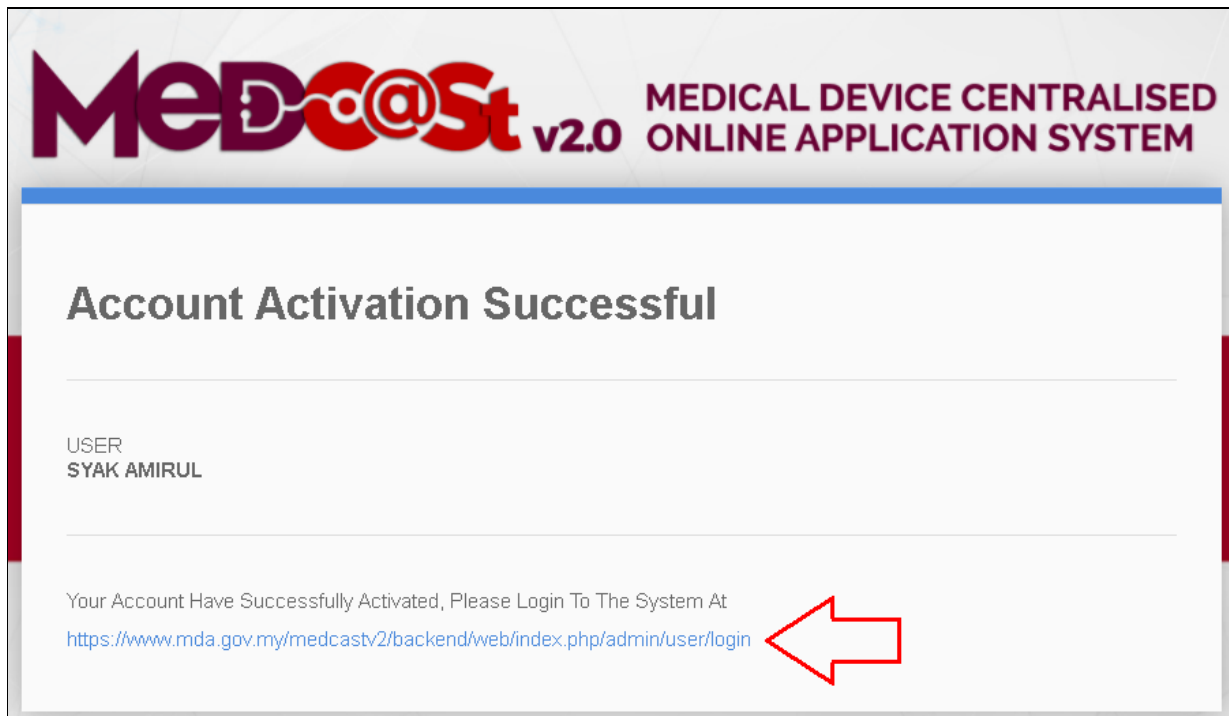 MeDC@St v2.0
MEDICAL DEVICE CENTRALISED
ONLINE APPLICATION SYSTEM
Account Activation Successful
USER
SYAK AMIRUL
Your Account Have Successfully Activated, Please Login To The System At
https://www.mda.gov.my/medcastv2/backend/web/index.php/admin/user/login